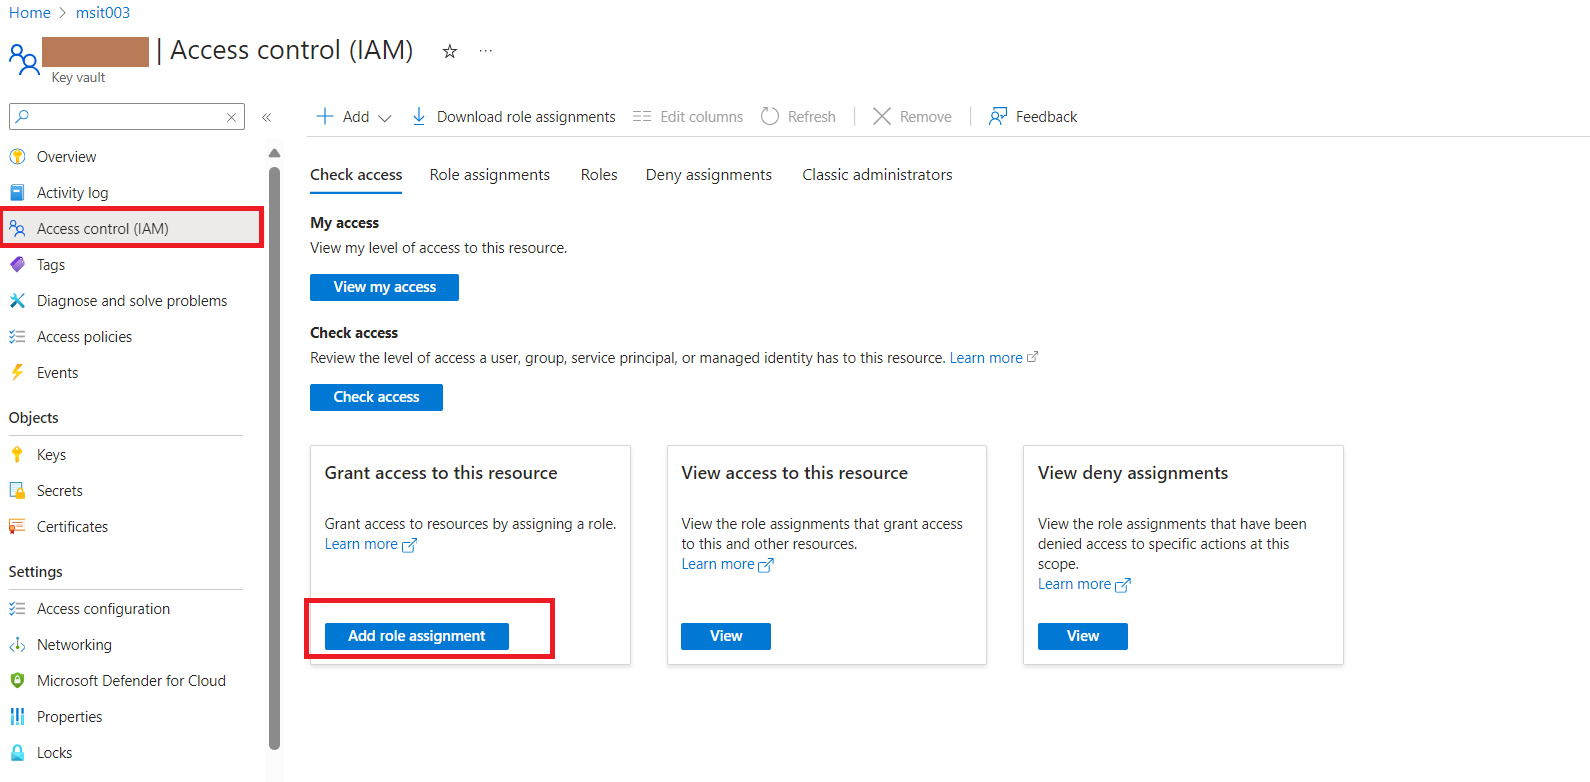 Home > msit003
| Access control (IAM) ☆ ...
Key vault
Add Download role assignments Edit columns Refresh Remove Feedback
Overview
Activity log
Access control (IAM)
Tags
Diagnose and solve problems
Access policies
Events
Objects
Keys
Secrets
Certificates
Settings
Access configuration
Networking
Microsoft Defender for Cloud
Properties
Locks
Check access Role assignments Roles Deny assignments Classic administrators
My access
View my level of access to this resource.
View my access
Check access
Review the level of access a user, group, service principal, or managed identity has to this resource. Learn more
Check access
Grant access to this resource
Grant access to resources by assigning a role.
Learn more
Add role assignment
View access to this resource
View the role assignments that grant access
to this and other resources.
Learn more
View
View deny assignments
View the role assignments that have been
denied access to specific actions at this
scope.
Learn more
View